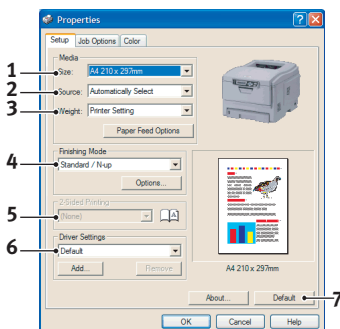 Properties
Setup Job Options Color
Media
1 Size: A4 210 x 297mm
2 Source: Automatically Select
3 Weight: Printer Setting
Paper Feed Options
Finishing Mode
4 Standard / N-up
Options...
2-Sided Printing
5 (None) A
Driver Settings
6 Default
Add... Remove
A4 210 x 297mm
About... Default 7
OK Cancel Help